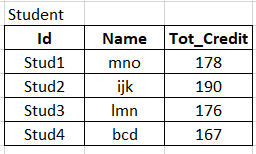 Student
Id Name Tot_Credit
Stud1 mno 178
Stud2 ijk 190
Stud3 lmn 176
Stud4 bcd 167